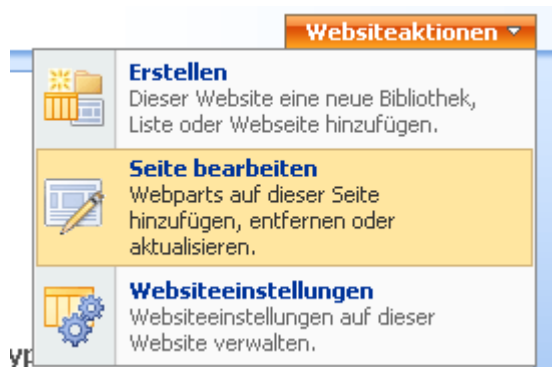 Websiteaktionen
Erstellen
Dieser Website eine neue Bibliothek,
Liste oder Webseite hinzufügen.
Seite bearbeiten
Webparts auf dieser Seite
hinzufügen, entfernen oder
aktualisieren.
Websiteeinstellungen
Websiteeinstellungen auf dieser
Website verwalten.
yp